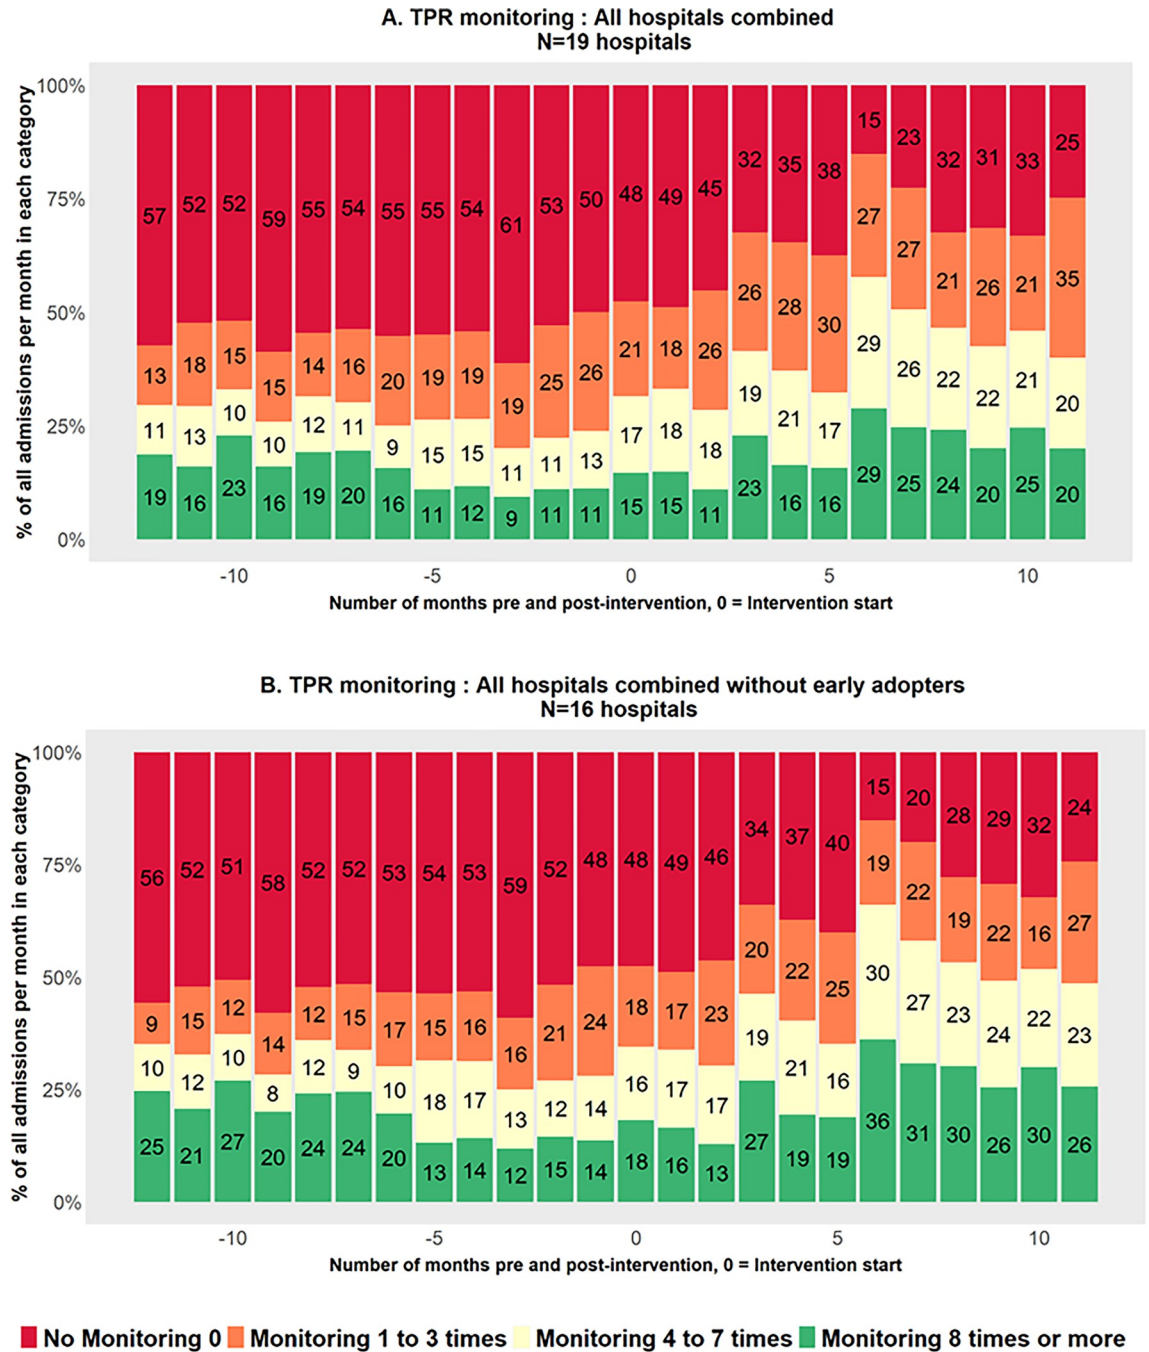 A. TPR monitoring : All hospitals combined
N=19 hospitals
% of all admissions per month in each category
100%
75%
50%
25%
0%
57 52 52 59 55 54 55 55 54 61 53 50 48 49 45 32 35 38 15 23 32 31 33 25
13 18 15 15 14 16 20 19 19 19 25 26 21 18 26 26 28 30 27 27 21 26 21 35
11 13 10 10 12 11 9 15 15 11 11 13 17 18 18 19 21 17 29 26 22 22 21 20
19 16 23 16 19 20 16 11 12 9 11 11 15 15 11 23 16 16 29 25 24 20 25 20
-10 -5 0 5 10
Number of months pre and post-intervention, 0 = Intervention start
B. TPR monitoring : All hospitals combined without early adopters
N=16 hospitals
% of all admissions per month in each category
100%
75%
50%
25%
0%
56 52 51 58 52 52 53 54 53 59 52 48 48 49 46 34 37 40 15 20 28 29 32 24
9 15 12 14 12 15 17 15 16 16 21 24 18 17 23 20 22 25 19 22 19 22 16 27
10 12 10 8 12 9 10 18 17 13 12 14 16 17 17 19 21 16 30 27 23 24 22 23
25 21 27 20 24 24 20 13 14 12 15 14 18 16 13 27 19 19 36 31 30 26 30 26
-10 -5 0 5 10
Number of months pre and post-intervention, 0 = Intervention start
No Monitoring 0 Monitoring 1 to 3 times Monitoring 4 to 7 times Monitoring 8 times or more